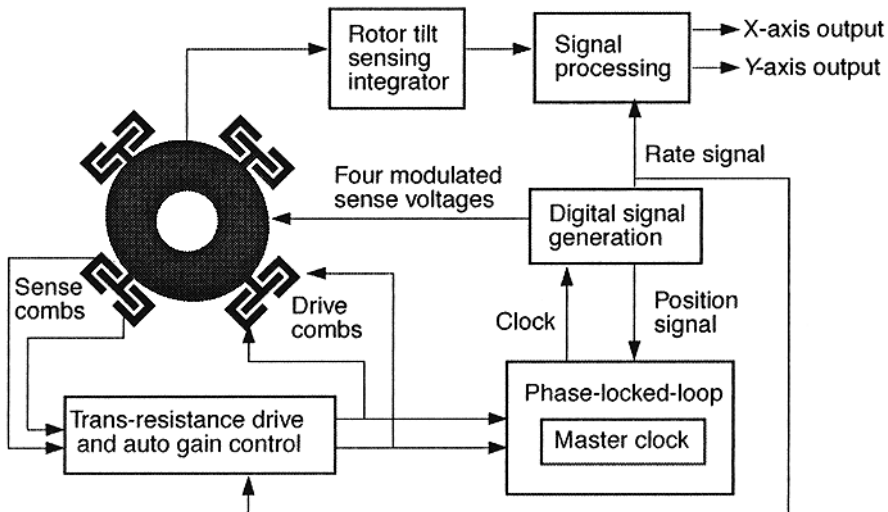 Rotor tilt
sensing
integrator
Signal
processing
X-axis output
Y-axis output
Rate signal
Four modulated
sense voltages
Digital signal
generation
Sense
combs
Drive
combs
Clock
Position
signal
Trans-resistance drive
and auto gain control
Phase-locked-loop
Master clock